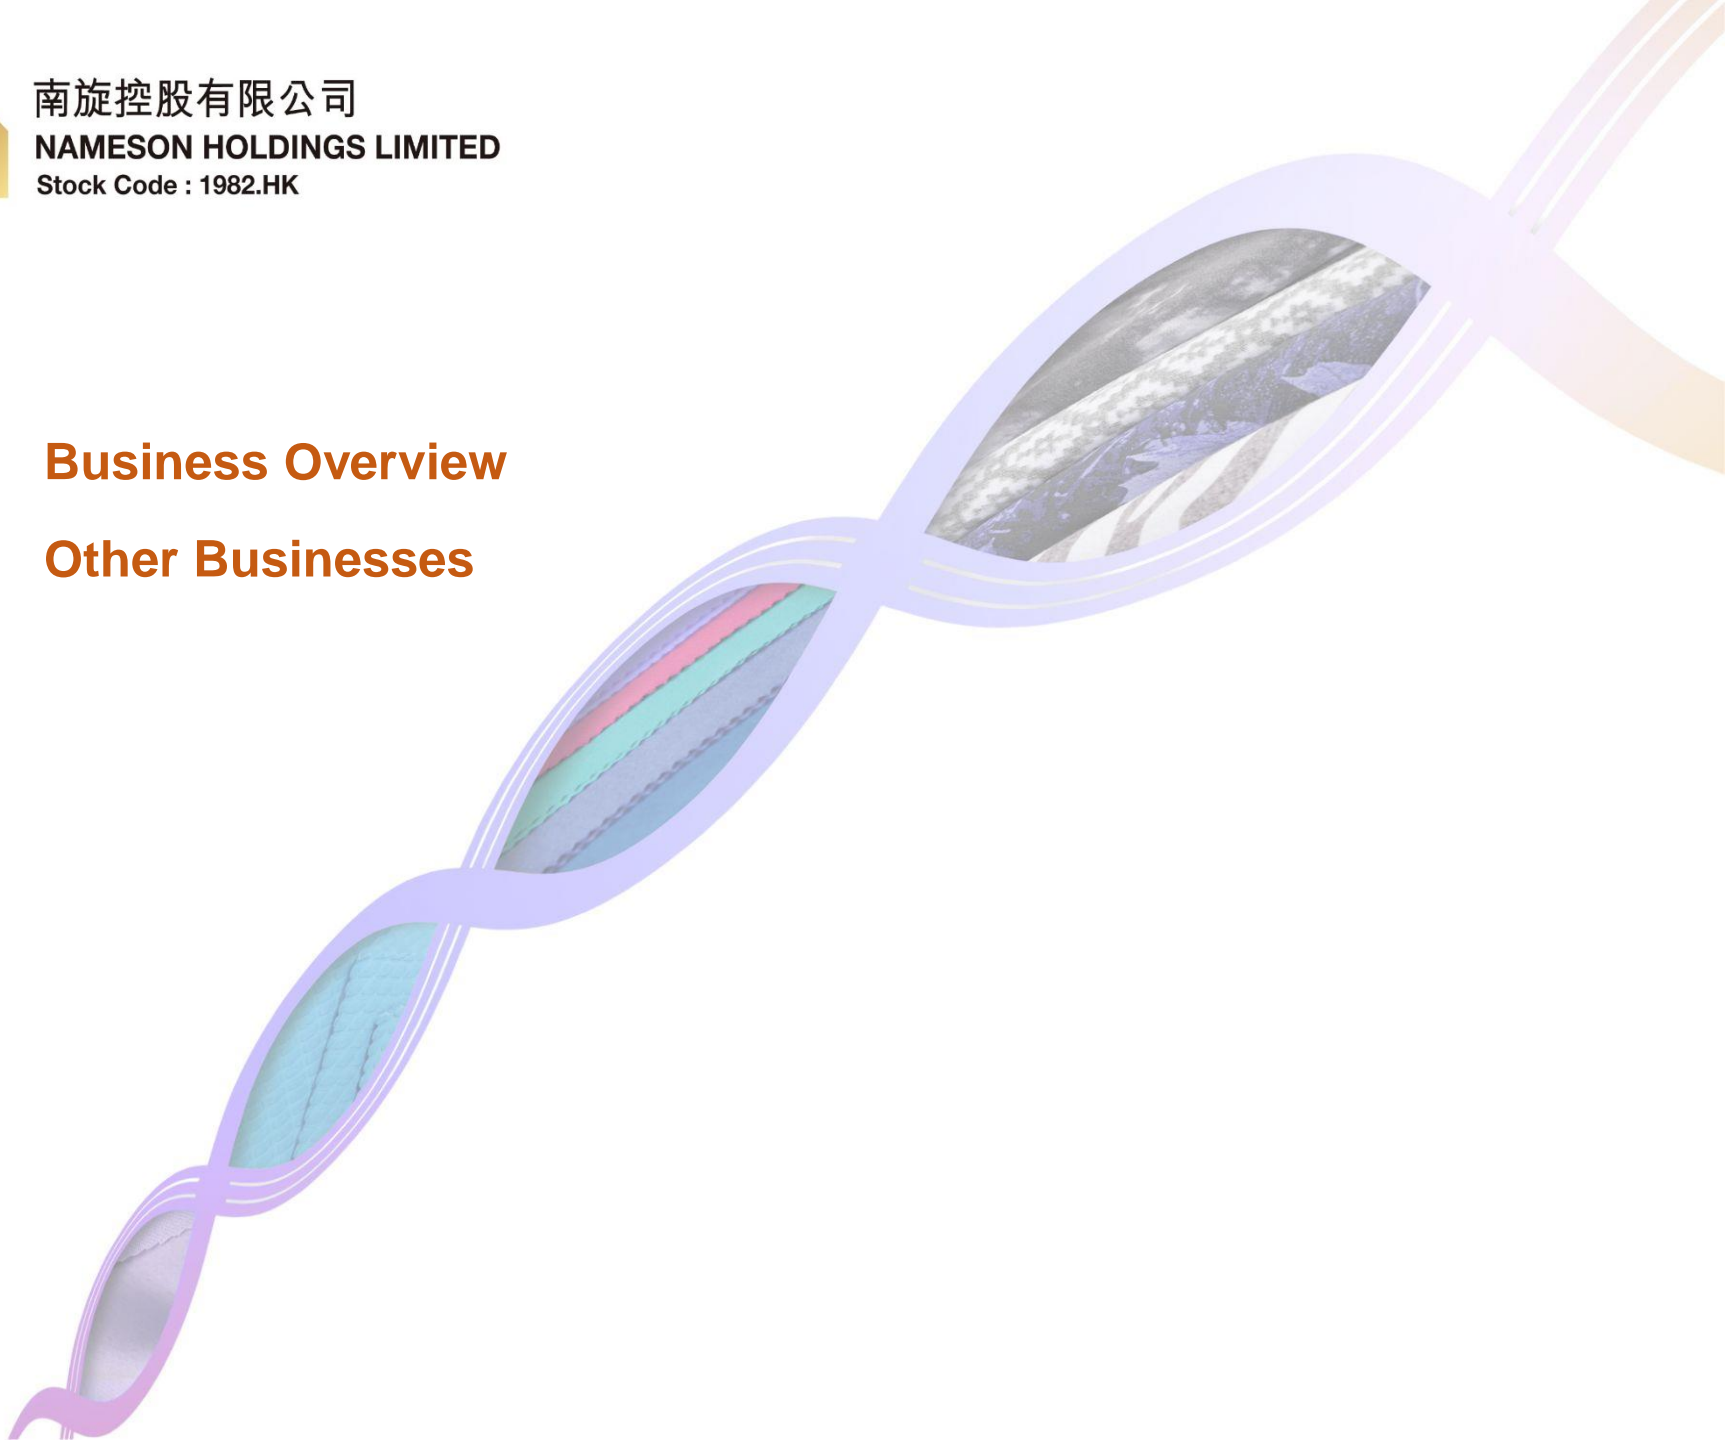 南旋控股有限公司
NAMESON HOLDINGS LIMITED
Stock Code : 1982.HK
Business Overview
Other Businesses